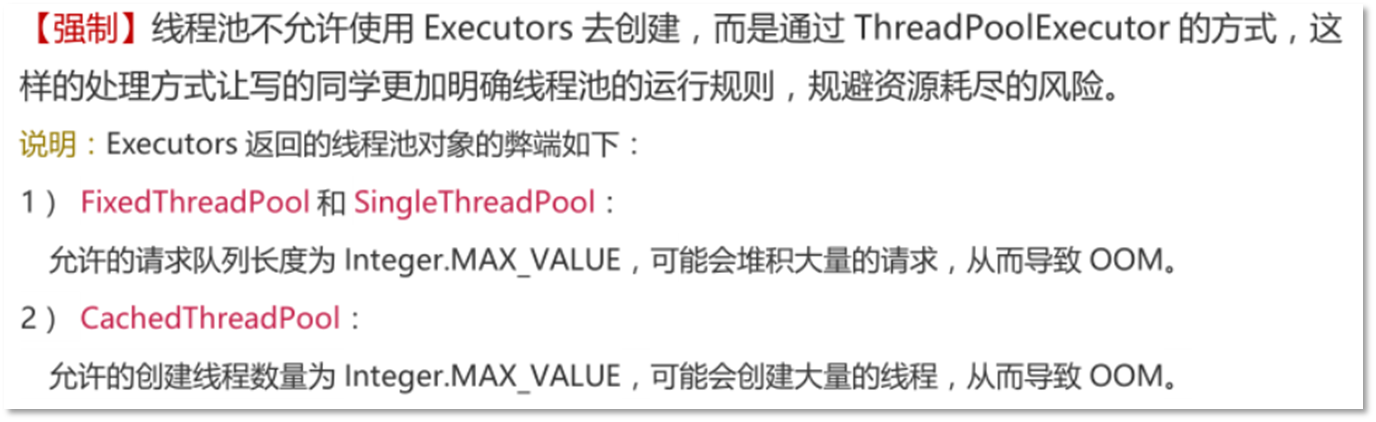 【强制】线程池不允许使用 Executors 去创建，而是通过 ThreadPoolExecutor 的方式，这
样的处理方式让写的同学更加明确线程池的运行规则，规避资源耗尽的风险。
说明：Executors 返回的线程池对象的弊端如下：
1） FixedThreadPool 和 SingleThreadPool：
允许的请求队列长度为 Integer.MAX_VALUE，可能会堆积大量的请求，从而导致 OOM。
2） CachedThreadPool：
允许的创建线程数量为 Integer.MAX_VALUE，可能会创建大量的线程，从而导致 OOM。